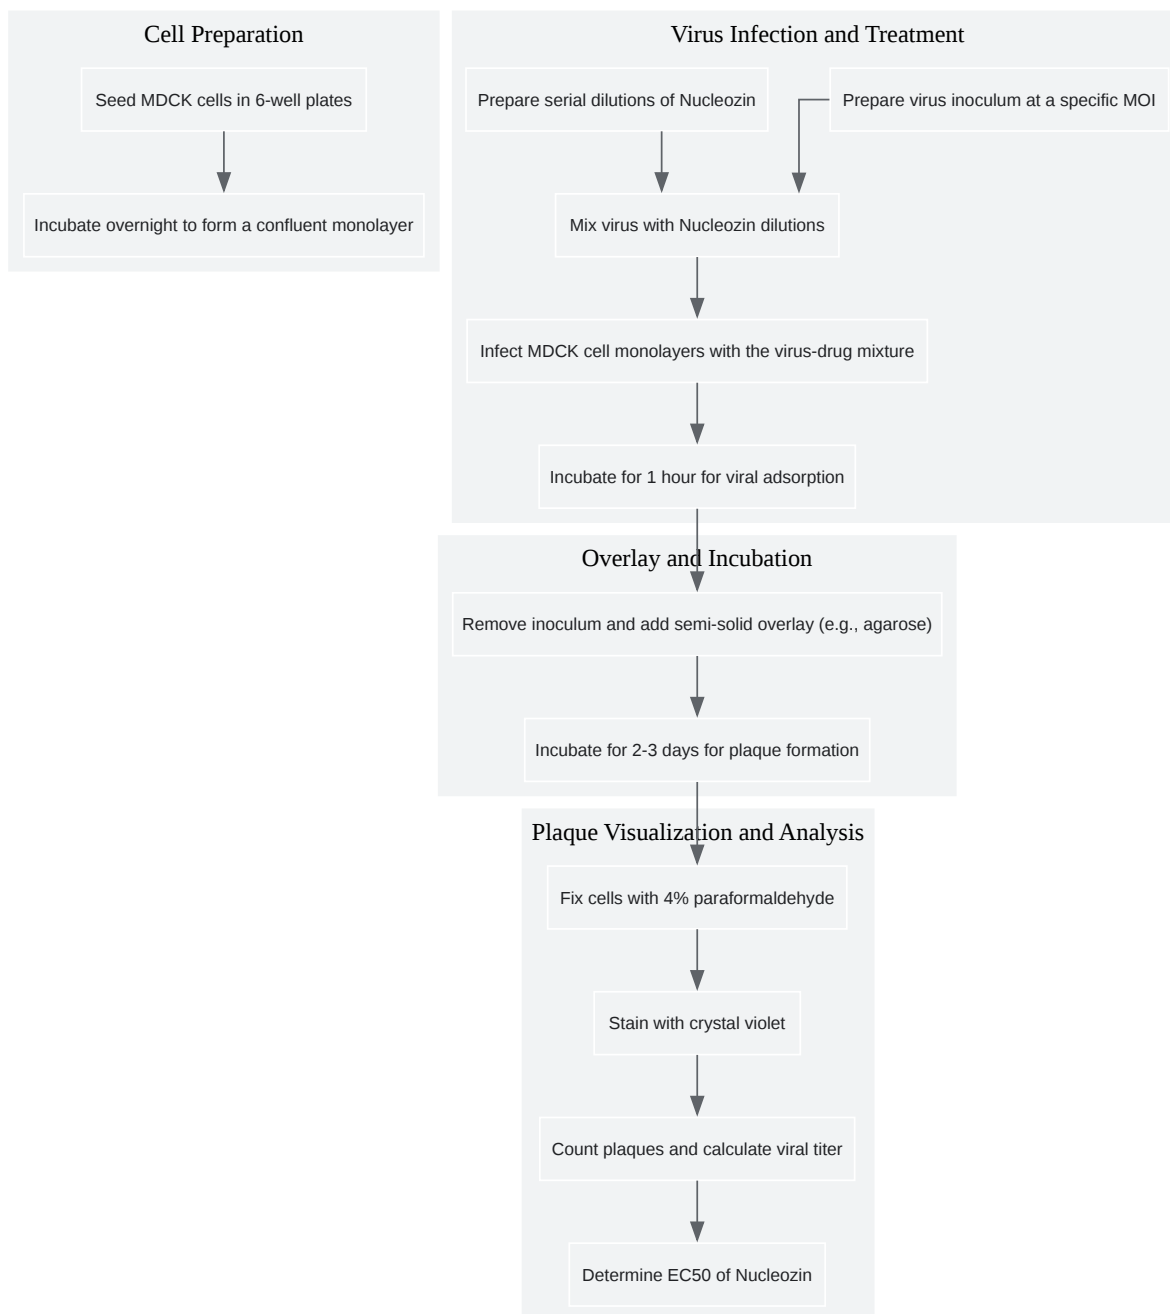 Cell Preparation
Seed MDCK cells in 6-well plates
Incubate overnight to form a confluent monolayer
Virus Infection and Treatment
Prepare serial dilutions of Nucleozin
Prepare virus inoculum at a specific MOI
Mix virus with Nucleozin dilutions
Infect MDCK cell monolayers with the virus-drug mixture
Incubate for 1 hour for viral adsorption
Overlay and Incubation
Remove inoculum and add semi-solid overlay (e.g., agarose)
Incubate for 2-3 days for plaque formation
Plaque Visualization and Analysis
Fix cells with 4% paraformaldehyde
Stain with crystal violet
Count plaques and calculate viral titer
Determine EC50 of Nucleozin